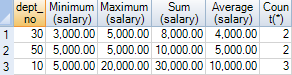 dept_no Minimum (salary) Maximum (salary) Sum (salary) Average (salary) Coun t(*)
1 30 3,000.00 5,000.00 8,000.00 4,000.00 2
2 50 5,000.00 5,000.00 10,000.00 5,000.00 2
3 10 5,000.00 20,000.00 30,000.00 10,000.00 3